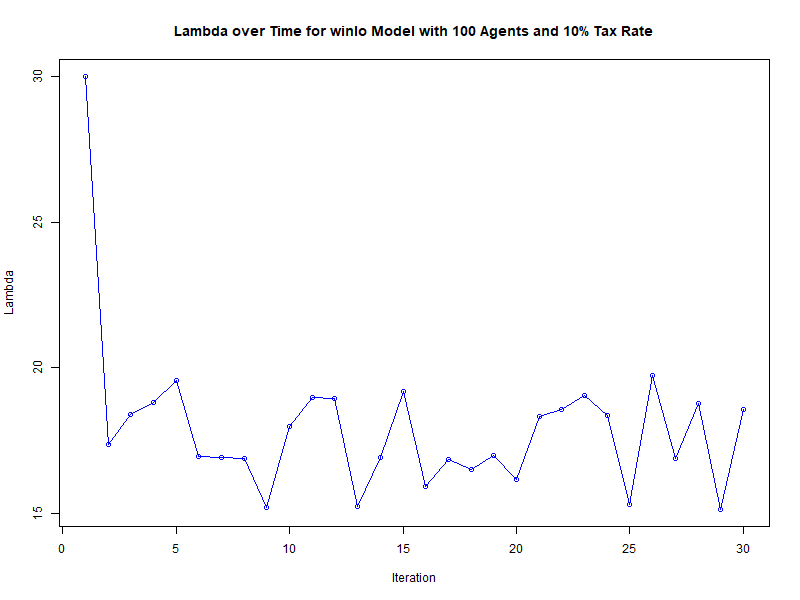 Lambda over Time for winlo Model with 100 Agents and 10% Tax Rate
30
25
20
15
Lambda
0 5 10 15 20 25 30
Iteration